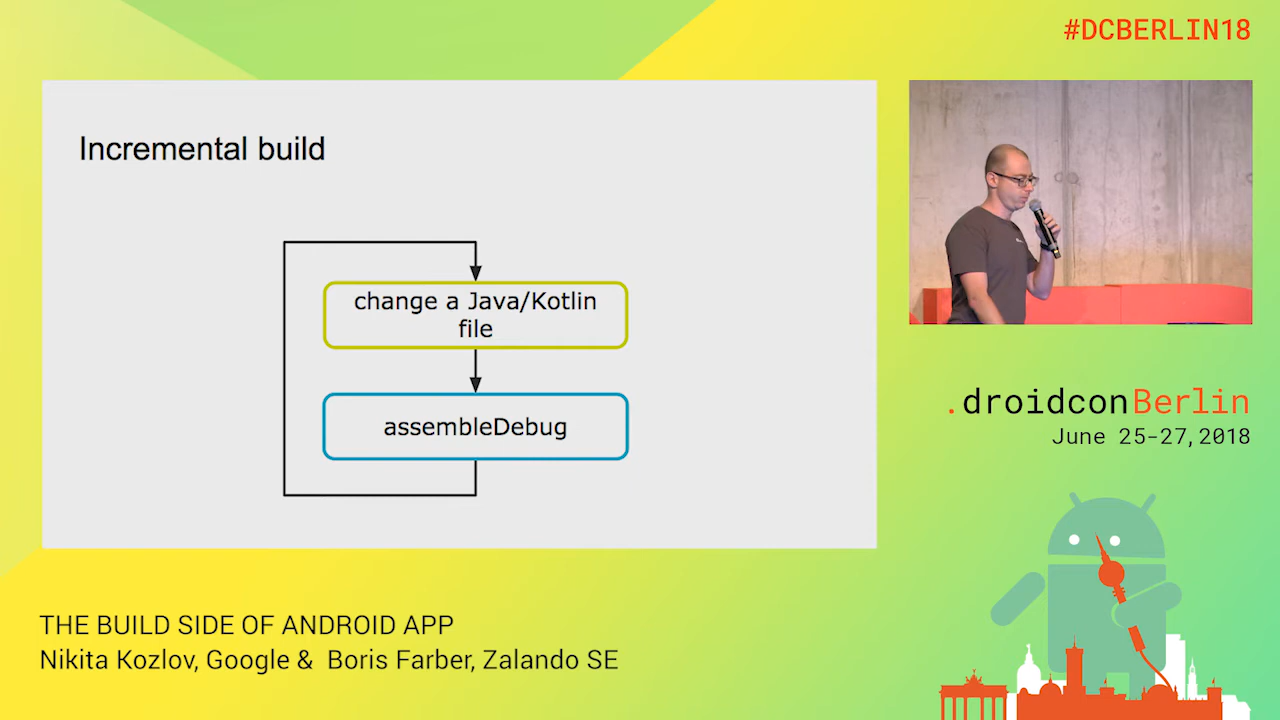 #DCBERLIN18
Incremental build
change a Java/Kotlin
file
assembleDebug
.droidconBerlin
June 25-27,2018
THE BUILD SIDE OF ANDROID APP
Nikita Kozlov, Google & Boris Farber, Zalando SE